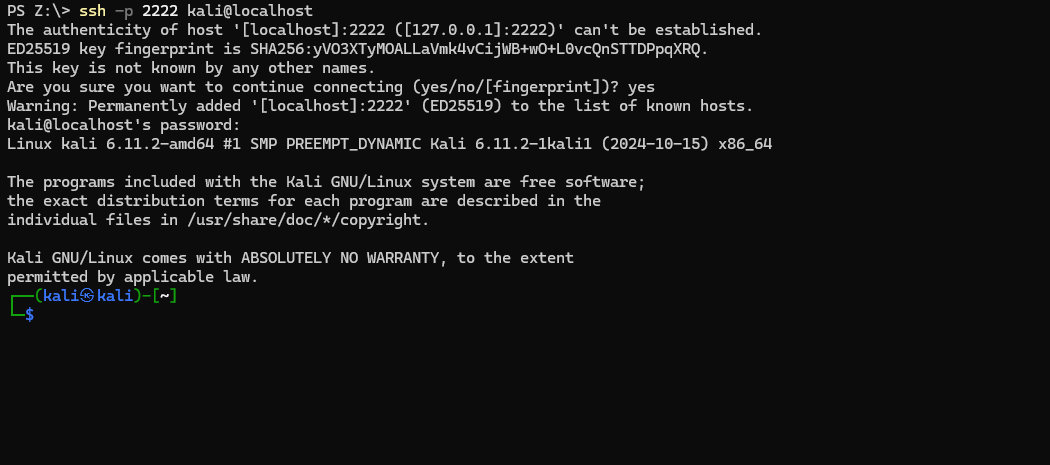 PS Z:\> ssh -p 2222 kali@localhost
The authenticity of host '[localhost]:2222 ([127.0.0.1]:2222)' can't be established.
ED25519 key fingerprint is SHA256:yVO3XTyMOALLaVmk4vCijWB+wO+L0vcQnSTTDPpqXRQ.
This key is not known by any other names.
Are you sure you want to continue connecting (yes/no/[fingerprint])? yes
Warning: Permanently added '[localhost]:2222' (ED25519) to the list of known hosts.
kali@localhost's password:
Linux kali 6.11.2-amd64 #1 SMP PREEMPT_DYNAMIC Kali 6.11.2-1kali1 (2024-10-15) x86_64

The programs included with the Kali GNU/Linux system are free software;
the exact distribution terms for each program are described in the
individual files in /usr/share/doc/*/copyright.

Kali GNU/Linux comes with ABSOLUTELY NO WARRANTY, to the extent
permitted by applicable law.
┌──(kali㉿kali)-[~]
└─$